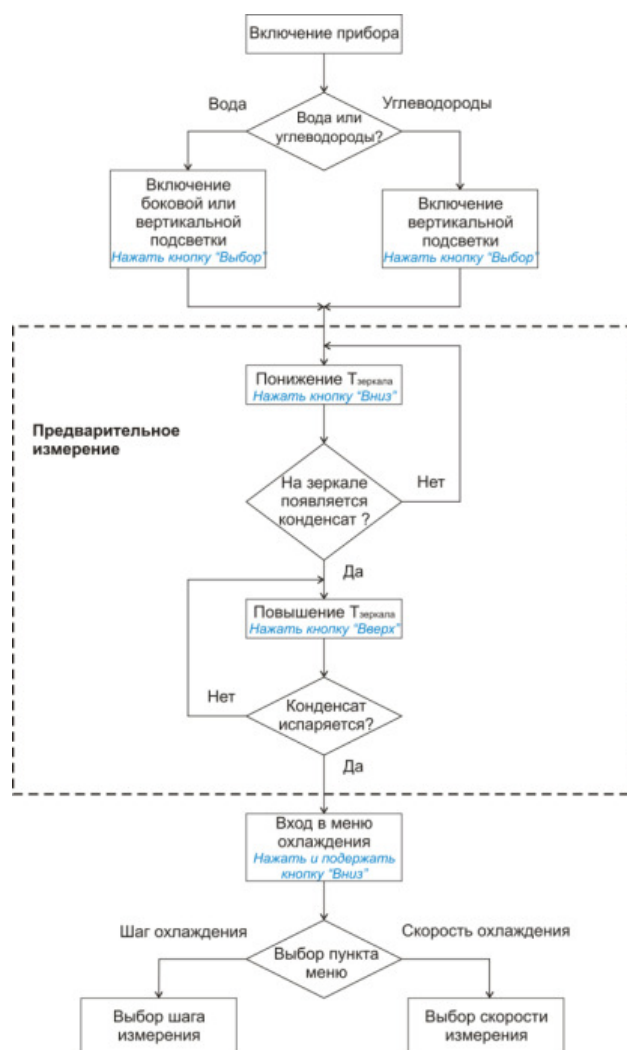 Включение прибора
Вода
Углеводороды
Вода или
углеводороды?
Включение
боковой или
вертикальной
подсветки
Нажать кнопку "Выбор"
Включение
вертикальной
подсветки
Нажать кнопку "Выбор"
Понижение Тзеркала
Нажать кнопку "Вниз"
Предварительное
измерение
На зеркале
появляется
конденсат ?
Нет
Да
Повышение Тзеркала
Нажать кнопку "Вверх"
Нет
Конденсат
испаряется?
Да
Вход в меню
охлаждения
Нажать и подержать
кнопку "Вниз"
Шаг охлаждения
Скорость охлаждения
Выбор пункта
меню
Выбор шага
измерения
Выбор скорости
измерения